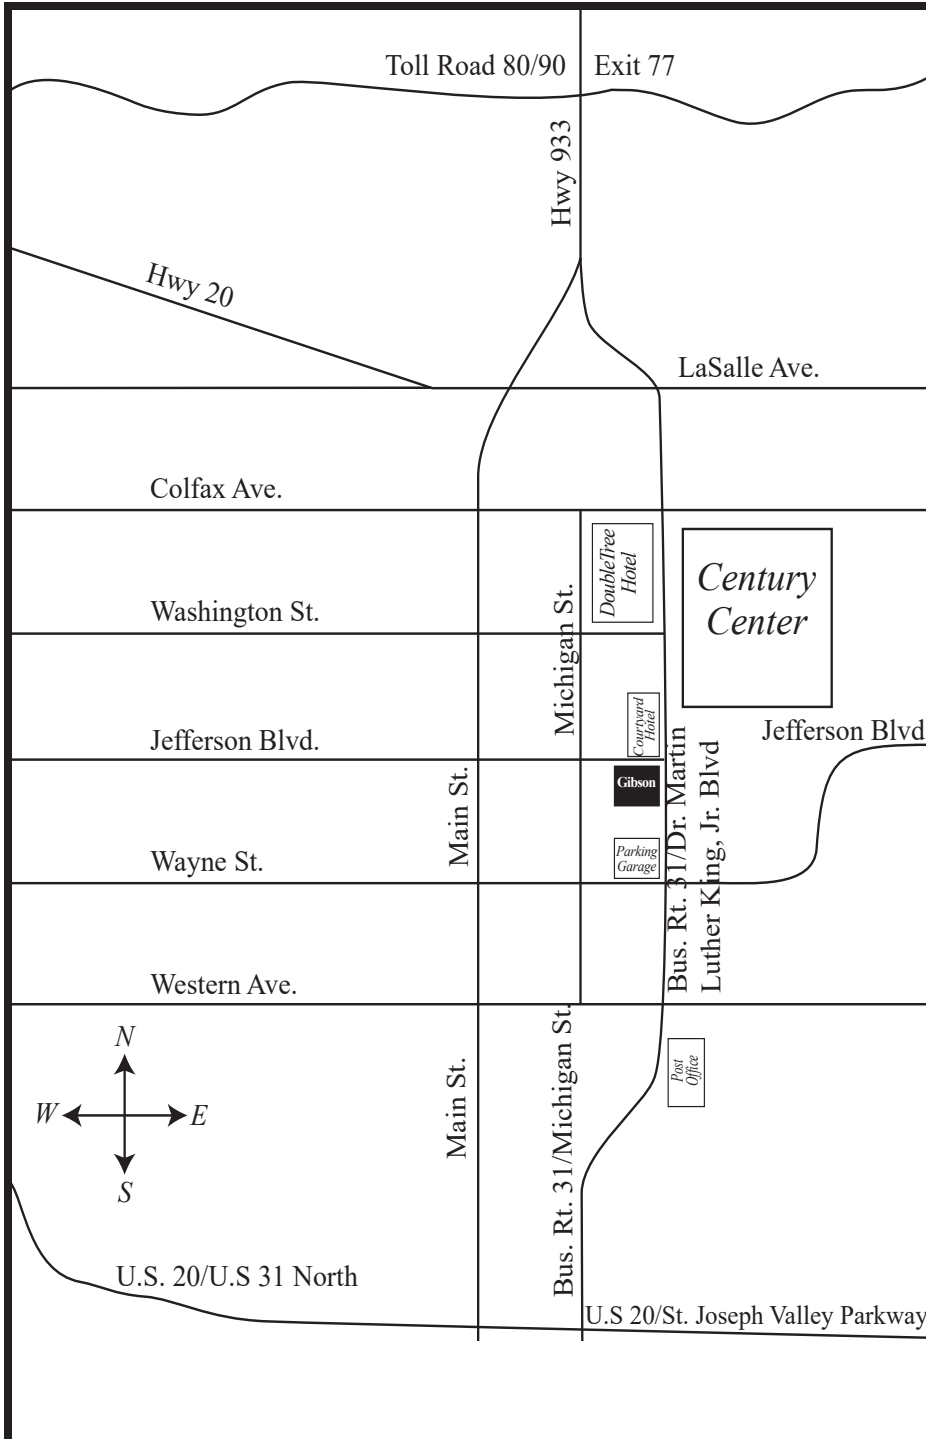 Toll Road 80/90
Exit 77
Hwy 933
Hwy 20
LaSalle Ave.
Colfax Ave.
DoubleTree
Hotel
Century
Center
Michigan St.
Washington St.
Courtyard
Hotel
Jefferson Blvd
Jefferson Blvd.
Gibson
Main St.
Bus. Rt. 31/Dr. Martin
Luther King, Jr. Blvd
Parking
Garage
Wayne St.
Western Ave.
N
W
E
S
Main St.
Bus. Rt. 31/Michigan St.
Post
Office
U.S. 20/U.S 31 North
U.S 20/St. Joseph Valley Parkway